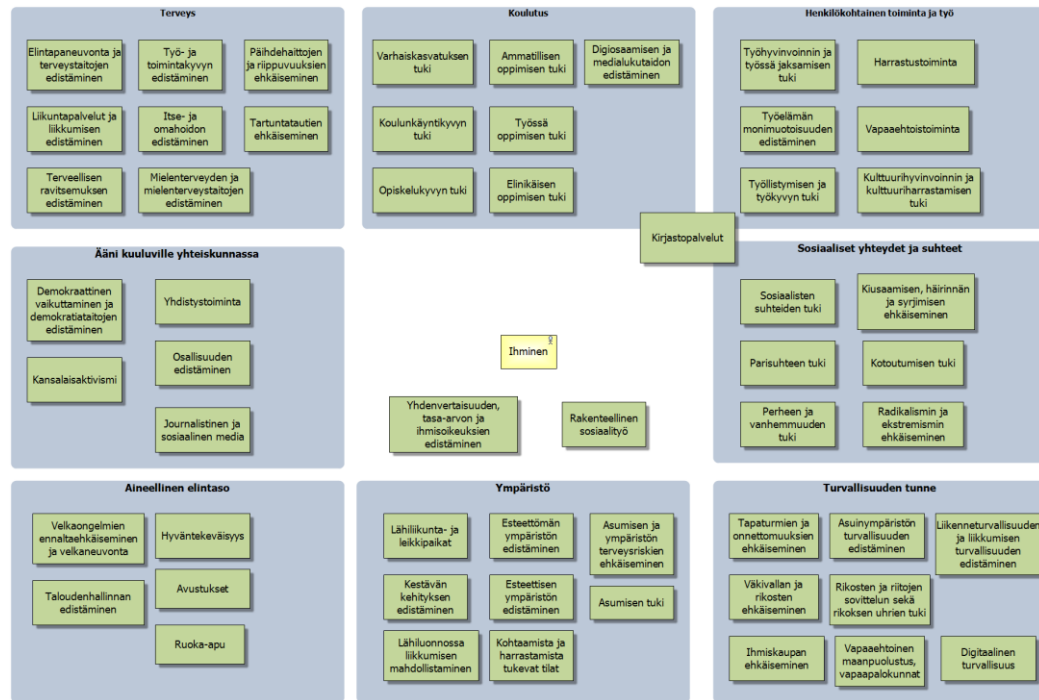 Terveys
Elintapaneuvonta ja
terveystaitojen
edistäminen
Työ- ja
toimintakyvyn
edistäminen
Päihdehaittojen
ja riippuvuuksien
ehkäiseminen
Liikuntapalvelut ja
liikkumisen
edistäminen
Itse- ja
omahoidon
edistäminen
Tartuntatautien
ehkäiseminen
Terveellisen
ravitsemuksen
edistäminen
Mielenterveyden ja
mielenterveystaitojen
edistäminen
Koulutus
Varhaiskasvatuksen
tuki
Ammatillisen
oppimisen tuki
Digiosaamisen ja
medialukutaidon
edistäminen
Koulunkäyntikyvyn
tuki
Työssä
oppimisen tuki
Opiskelukyvyn tuki
Elinikäisen
oppimisen tuki
Henkilökohtainen toiminta ja työ
Työhyvinvoinnin ja
työssä jaksamisen
tuki
Harrastustoiminta
Työelämän
monimuotoisuuden
edistäminen
Vapaaehtoistoiminta
Työllistymisen ja
työkyvyn tuki
Kulttuurihyvinvoinnin ja
kulttuuriharrastamisen
tuki
Kirjastopalvelut
Ääni kuuluville yhteiskunnassa
Demokraattinen
vaikuttaminen ja
demokratiataitojen
edistäminen
Yhdistystoiminta
Kansalaisaktivismi
Osallisuuden
edistäminen
Journalistinen ja
sosiaalinen media
Ihminen
Yhdenvertaisuuden,
tasa-arvon ja
ihmisoikeuksien
edistäminen
Rakenteellinen
sosiaalityö
Sosiaaliset yhteydet ja suhteet
Sosiaalisten
suhteiden tuki
Kiusaamisen, häirinnän
ja syrjimisen
ehkäiseminen
Parisuhteen tuki
Kotoutumisen tuki
Perheen ja
vanhemmuuden
tuki
Radikalismin ja
ekstremismin
ehkäiseminen
Aineellinen elintaso
Velkaongelmien
ennaltaehkäiseminen
ja velkaneuvonta
Hyväntekeväisyys
Taloudenhallinnan
edistäminen
Avustukset
Ruoka-apu
Ympäristö
Lähiliikunta- ja
leikkipaikat
Esteettömän
ympäristön
edistäminen
Asumisen ja
ympäristön
terveysriskien
ehkäiseminen
Kestävän
kehityksen
edistäminen
Esteettisen
ympäristön
edistäminen
Asumisen tuki
Lähiluonnossa
liikkumisen
mahdollistaminen
Kohtaamista ja
harrastamista
tukevat tilat
Turvallisuuden tunne
Tapaturmien ja
onnettomuuksien
ehkäiseminen
Asuinympäristön
turvallisuuden
edistäminen
Liikenneturvallisuuden
ja liikkumisen
turvallisuuden
edistäminen
Väkivallan ja
rikosten
ehkäiseminen
Rikosten ja riitojen
sovittelun sekä
rikoksen uhrien tuki
Ihmiskaupan
ehkäiseminen
Vapaaehtoinen
maanpuolustus,
vapaapalokunnat
Digitaalinen
turvallisuus